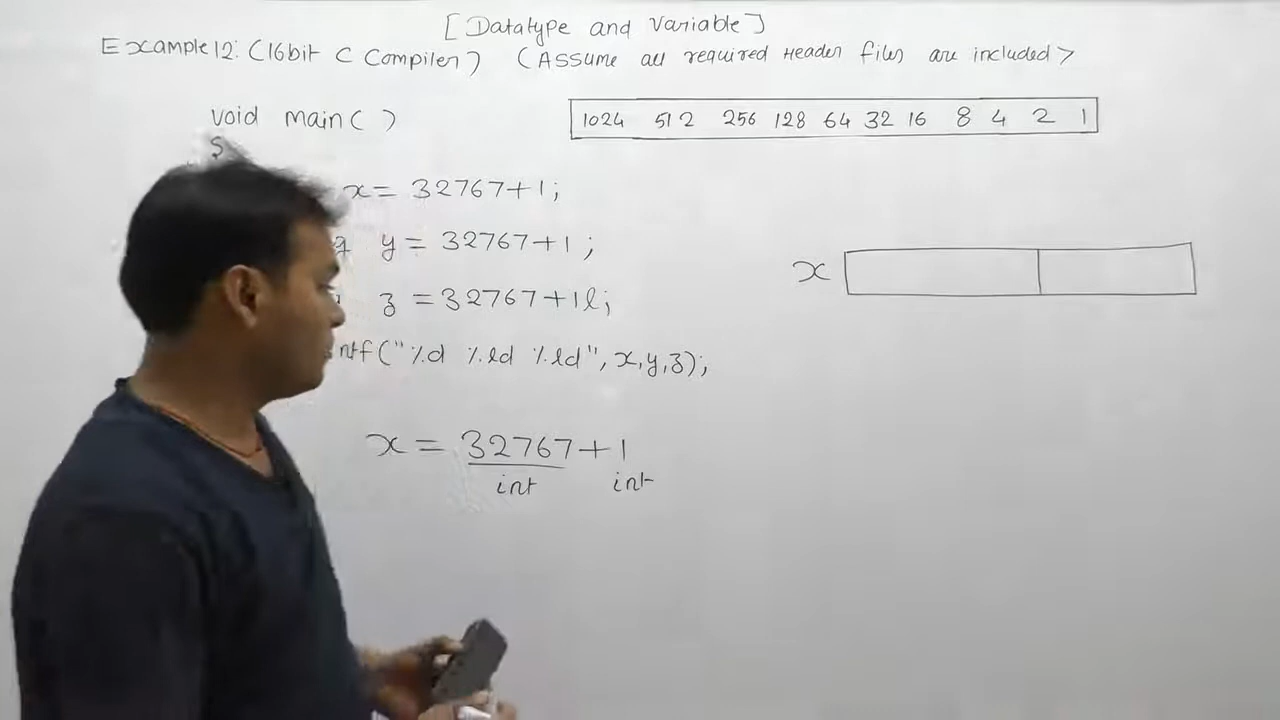 [Datatype and Variable]
Example 12: (16bit C Compiler) (Assume all required Header files are included)
void main( )
1024 512 256 128 64 32 16 8 4 2 1
{
x= 32767+1;
y = 32767+1;
x
z = 32767+1l;
ntf("%d %ld %ld", x,y,z);
x = 32767+1
int int